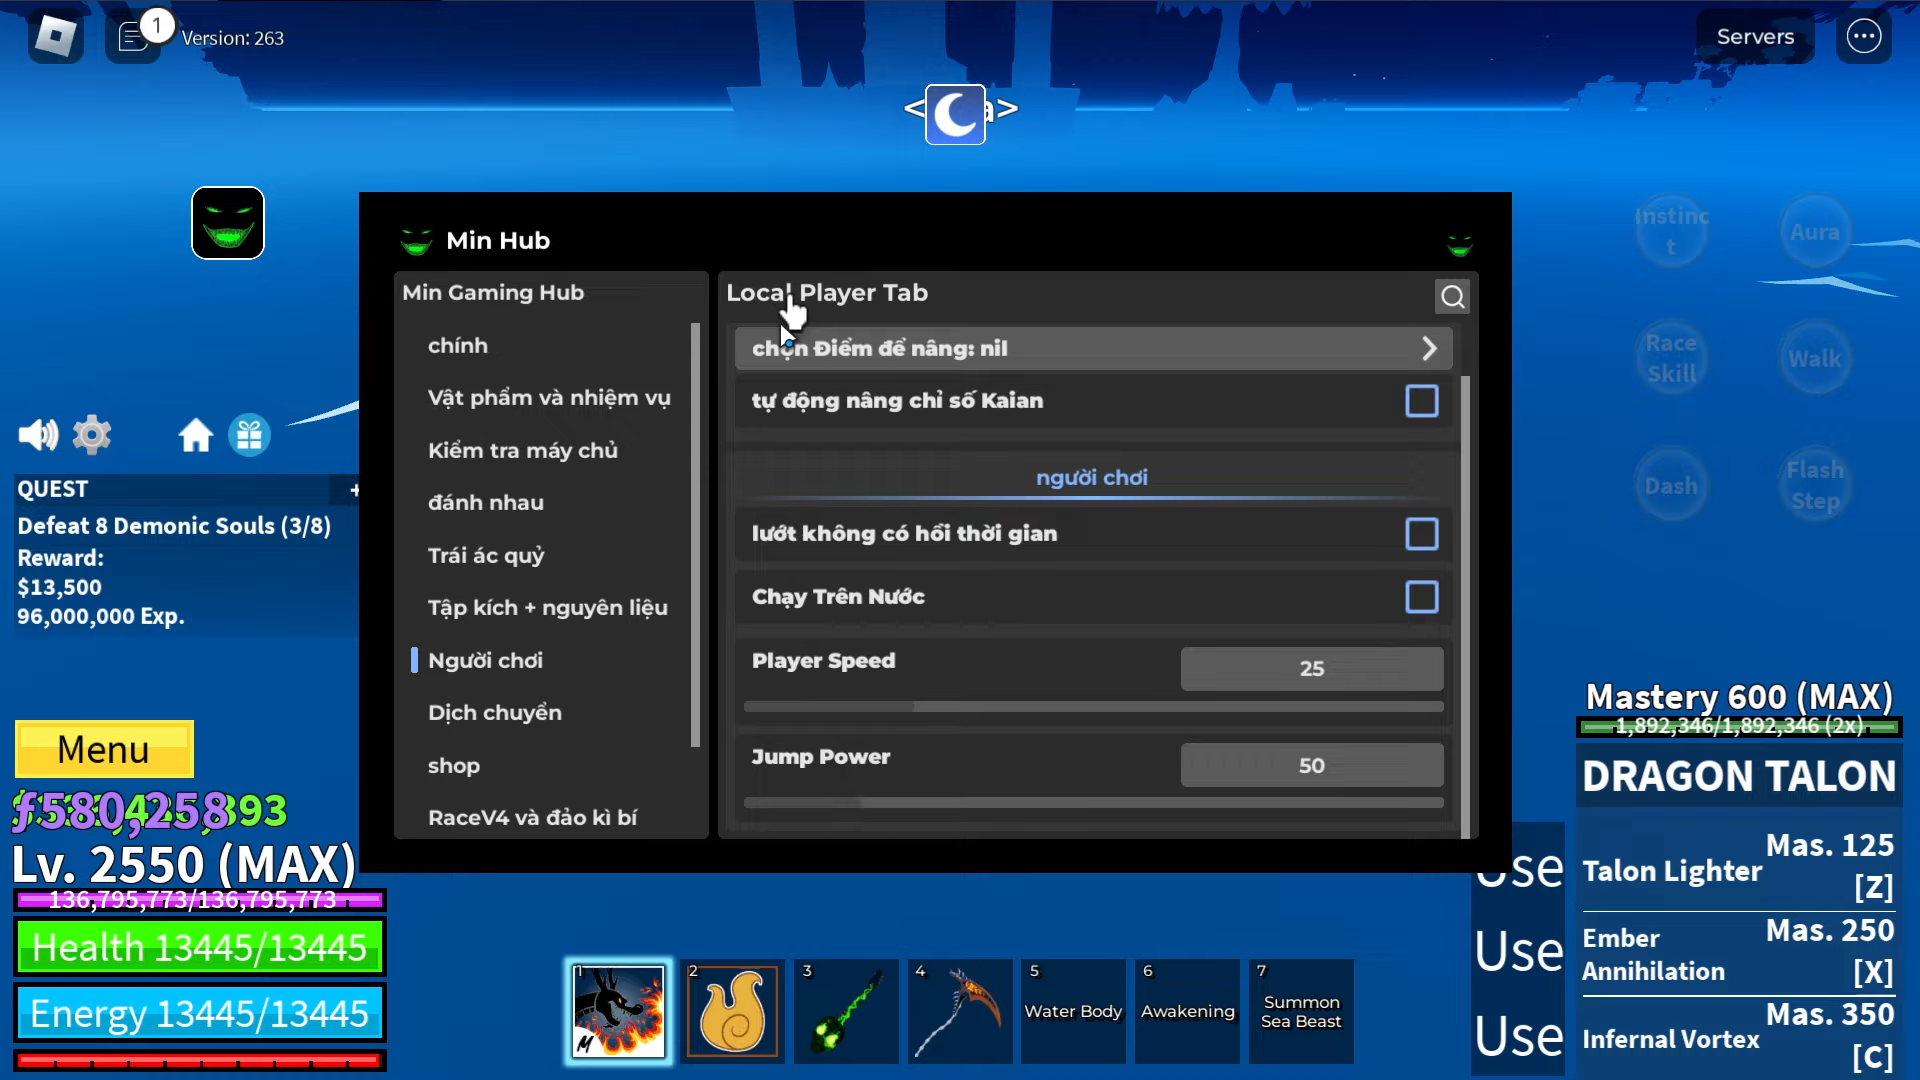 1
Version: 263
Servers
Instinc
t
Aura
Min Hub
Min Gaming Hub
chính
Vật phẩm và nhiệm vụ
Kiểm tra máy chủ
đánh nhau
Trái ác quỷ
Tập kích + nguyên liệu
Người chơi
Dịch chuyển
shop
RaceV4 và đảo kì bí
Local Player Tab
chọn Điểm để nâng: nil
tự động nâng chỉ số Kaian
người chơi
lướt không có hồi thời gian
Chạy Trên Nước
Player Speed
25
Jump Power
50
Race
Skill
Walk
Dash
Flash
Step
QUEST
+
Defeat 8 Demonic Souls (3/8)
Reward:
$13,500
96,000,000 Exp.
Menu
ƒ580,258
Lv. 2550 (MAX)
136,795,773/136,795,773
Health 13445/13445
Energy 13445/13445
1
M
2
3
4
5
Water Body
6
Awakening
7
Summon
Sea Beast
Mastery 600 (MAX)
1,892,346/1,892,346 (2x)
DRAGON TALON
Use
Talon Lighter
Mas. 125
[Z]
Use
Ember
Annihilation
Mas. 250
[X]
Use
Infernal Vortex
Mas. 350
[C]